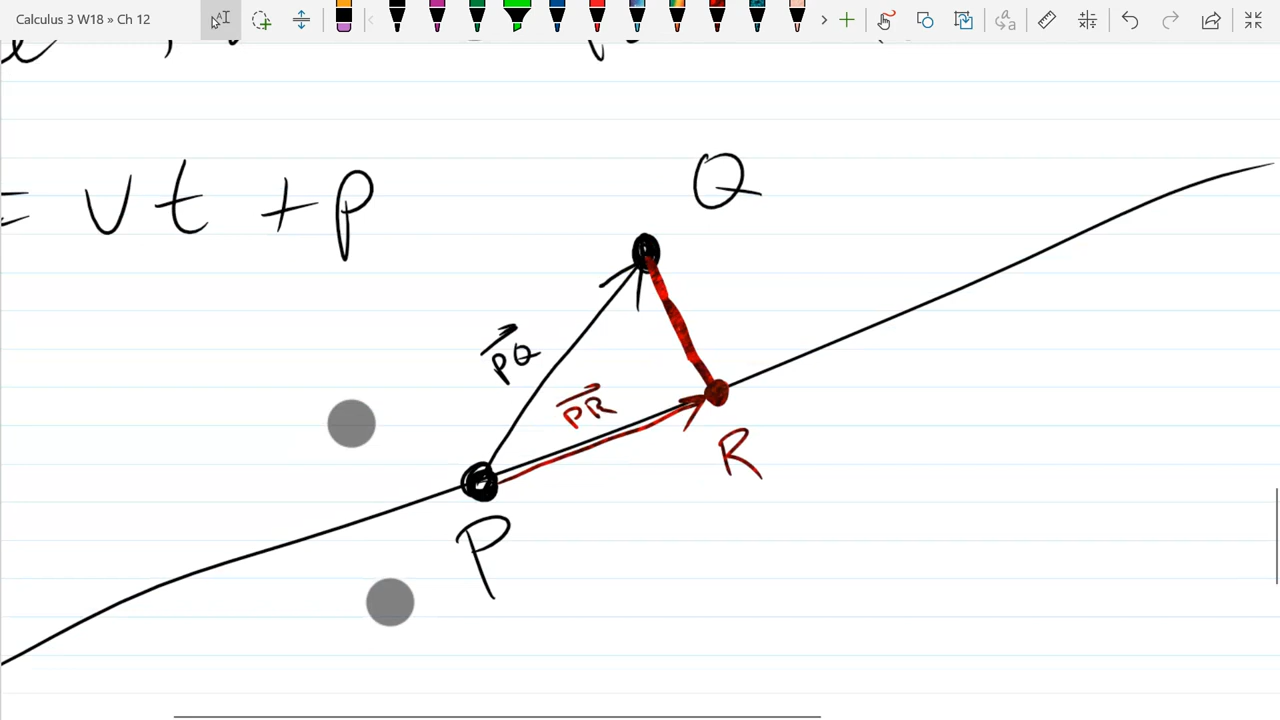 Calculus 3 W18 » Ch 12
= vt + p
Q
PQ
PR
R
P